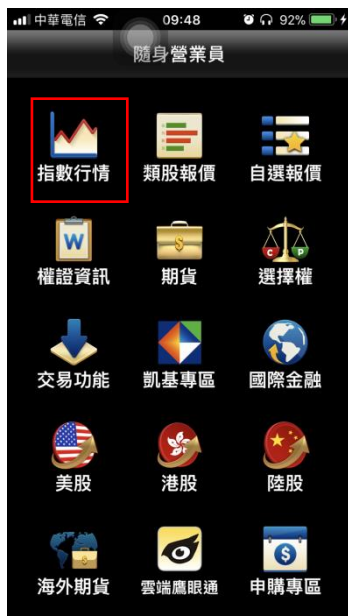 中華電信 09:48 92%
隨身營業員
指數行情 類股報價 自選報價
W $ C P
權證資訊 期貨 選擇權
交易功能 凱基專區 國際金融
美股 港股 陸股
$
海外期貨 雲端鷹眼通 申購專區